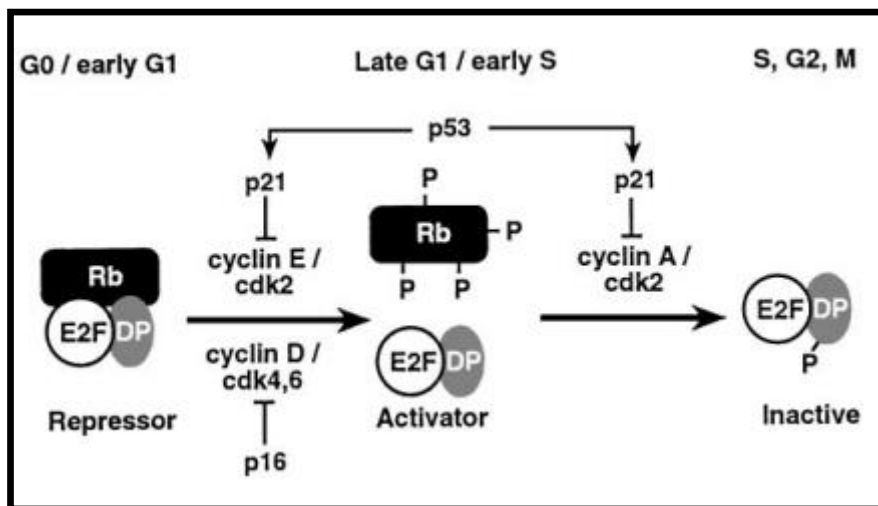 G0 / early G1
Late G1 / early S
S, G2, M
p53
p21
p21
P
Rb
P
P
P
cyclin E /
cdk2
cyclin A /
cdk2
Rb
E2F
DP
cyclin D /
cdk4,6
E2F
DP
E2F
DP
P
Repressor
Activator
Inactive
p16